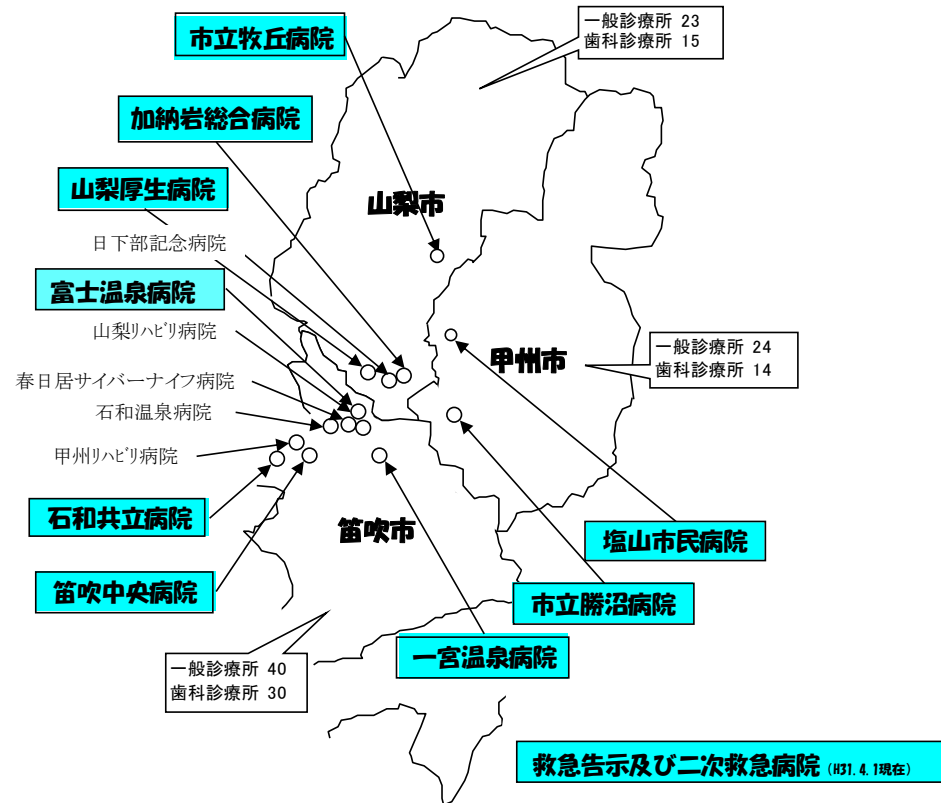 一般診療所 23
歯科診療所 15
市立牧丘病院
加納岩総合病院
山梨厚生病院
山梨市
日下部記念病院
富士温泉病院
山梨ﾘﾊﾋﾞﾘ病院
一般診療所 24
歯科診療所 14
甲州市
春日居サイバーナイフ病院
石和温泉病院
甲州ﾘﾊﾋﾞﾘ病院
石和共立病院
笛吹市
塩山市民病院
笛吹中央病院
市立勝沼病院
一宮温泉病院
一般診療所 40
歯科診療所 30
救急告示及び二次救急病院 (H31.4.1現在)